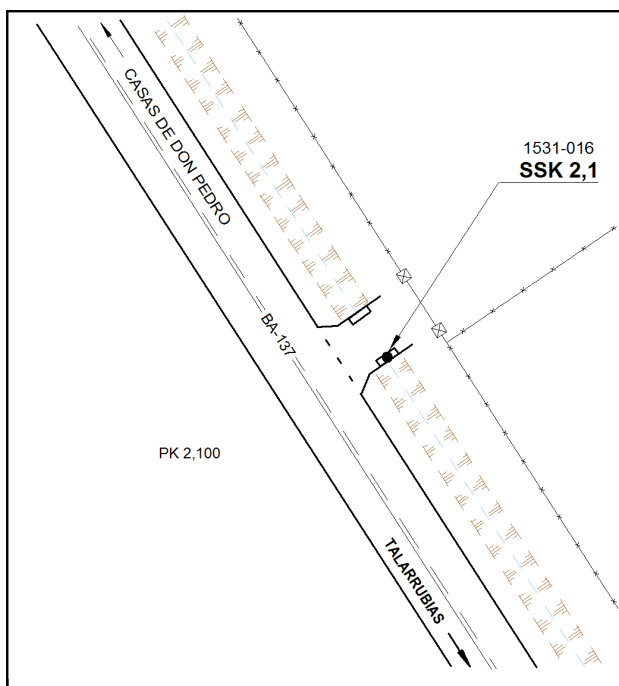 CASAS DE DON PEDRO
1531-016
SSK 2,1
BA-137
PK 2,100
TALARRUBIAS